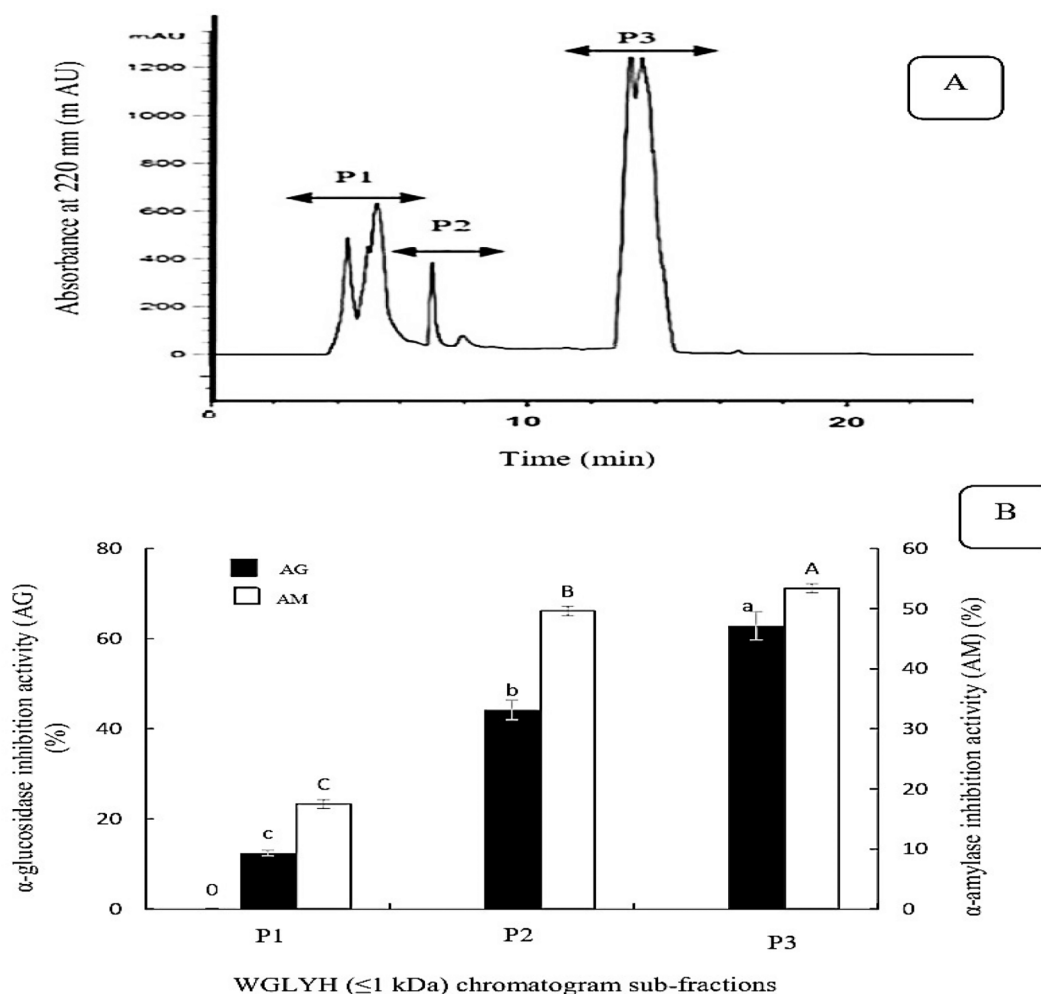 mAU
1200
1000
800
600
400
200
0
Absorbance at 220 nm (m AU)
P1
P2
P3
A
0
10
20
Time (min)
B
80
60
40
20
0
α-glucosidase inhibition activity (AG)
(%)
AG
AM
0
c
C
b
B
a
A
60
50
40
30
20
10
0
α-amylase inhibition activity (AM) (%)
P1
P2
P3
WGLYH (≤1 kDa) chromatogram sub-fractions